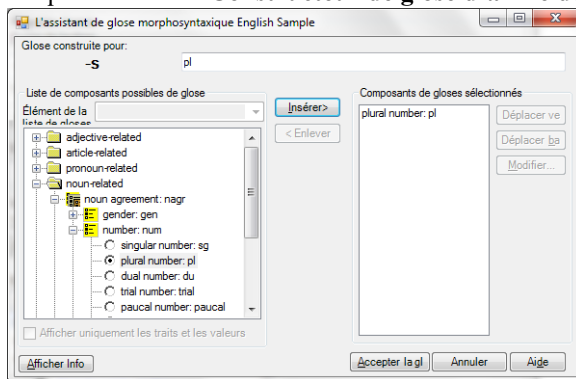 L'assistant de glose morphosyntaxique English Sample
Glose construite pour:
-s
pl
Liste de composants possibles de glose
Élément de la
liste de gloses
adjective-related
article-related
pronoun-related
noun-related
noun agreement: nagr
gender: gen
number: num
singular number: sg
plural number: pl
dual number: du
trial number: trial
paucal number: paucal
Afficher uniquement les traits et les valeurs
Insérer>
< Enlever
Composants de gloses sélectionnés
plural number: pl
Déplacer ve
Déplacer ba
Modifier...
Afficher Info
Accepter la gl
Annuler
Aide